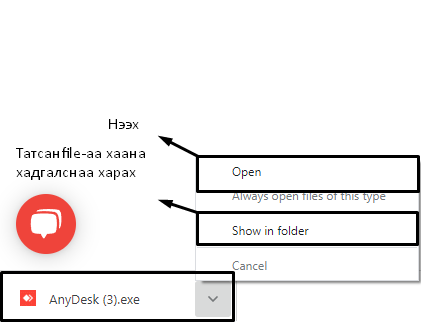 Нээх
Татсан file-аа хаана
хадгалснаа харах
Open
Always open files of this type
Show in folder
Cancel
AnyDesk (3).exe